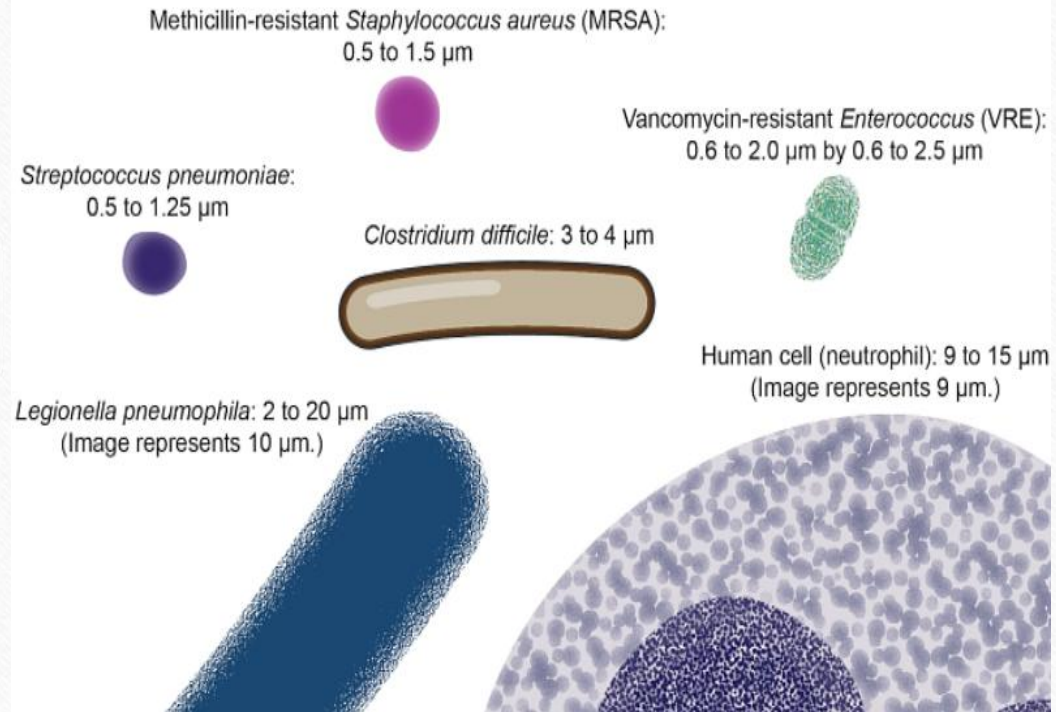 Methicillin-resistant Staphylococcus aureus (MRSA):
0.5 to 1.5 µm
Vancomycin-resistant Enterococcus (VRE):
0.6 to 2.0 µm by 0.6 to 2.5 µm
Streptococcus pneumoniae:
0.5 to 1.25 µm
Clostridium difficile: 3 to 4 µm
Human cell (neutrophil): 9 to 15 µm
(Image represents 9 µm.)
Legionella pneumophila: 2 to 20 µm
(Image represents 10 µm.)